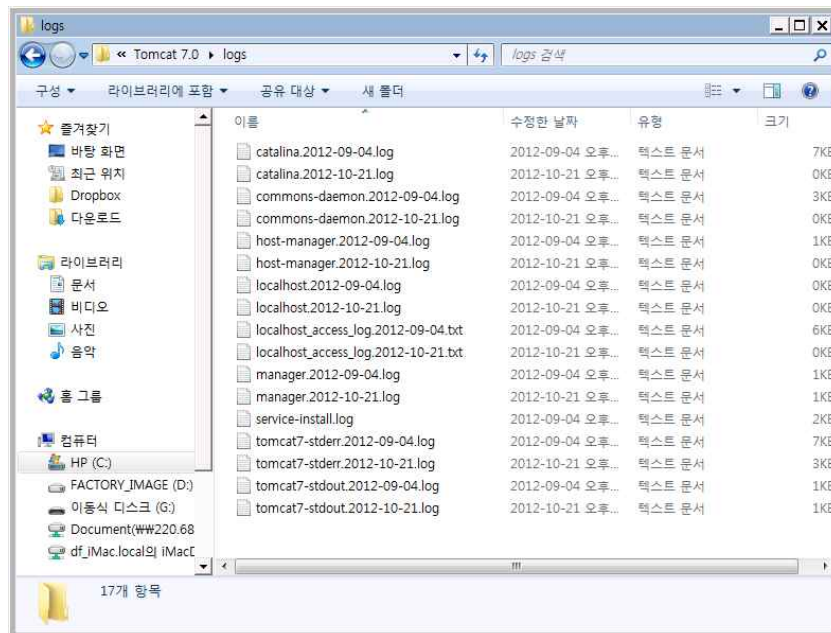 logs
« Tomcat 7.0 ▸ logs
logs 검색
구성 라이브러리에 포함 공유 대상 새 폴더
즐겨찾기
바탕 화면
최근 위치
Dropbox
다운로드
라이브러리
문서
비디오
사진
음악
홈 그룹
컴퓨터
HP (C:)
FACTORY_IMAGE (D:)
이동식 디스크 (G:)
Document(₩₩220.68
df_iMac.local의 iMac
이름 수정한 날짜 유형 크기
catalina.2012-09-04.log 2012-09-04 오후... 텍스트 문서 7KB
catalina.2012-10-21.log 2012-10-21 오후... 텍스트 문서 0KB
commons-daemon.2012-09-04.log 2012-09-04 오후... 텍스트 문서 3KB
commons-daemon.2012-10-21.log 2012-10-21 오후... 텍스트 문서 0KB
host-manager.2012-09-04.log 2012-09-04 오후... 텍스트 문서 1KB
host-manager.2012-10-21.log 2012-10-21 오후... 텍스트 문서 0KB
localhost.2012-09-04.log 2012-09-04 오후... 텍스트 문서 0KB
localhost.2012-10-21.log 2012-10-21 오후... 텍스트 문서 0KB
localhost_access_log.2012-09-04.txt 2012-09-04 오후... 텍스트 문서 6KB
localhost_access_log.2012-10-21.txt 2012-10-21 오후... 텍스트 문서 0KB
manager.2012-09-04.log 2012-09-04 오후... 텍스트 문서 1KB
manager.2012-10-21.log 2012-10-21 오후... 텍스트 문서 1KB
service-install.log 2012-09-04 오후... 텍스트 문서 2KB
tomcat7-stderr.2012-09-04.log 2012-09-04 오후... 텍스트 문서 7KB
tomcat7-stderr.2012-10-21.log 2012-10-21 오후... 텍스트 문서 3KB
tomcat7-stdout.2012-09-04.log 2012-09-04 오후... 텍스트 문서 1KB
tomcat7-stdout.2012-10-21.log 2012-10-21 오후... 텍스트 문서 1KB
17개 항목